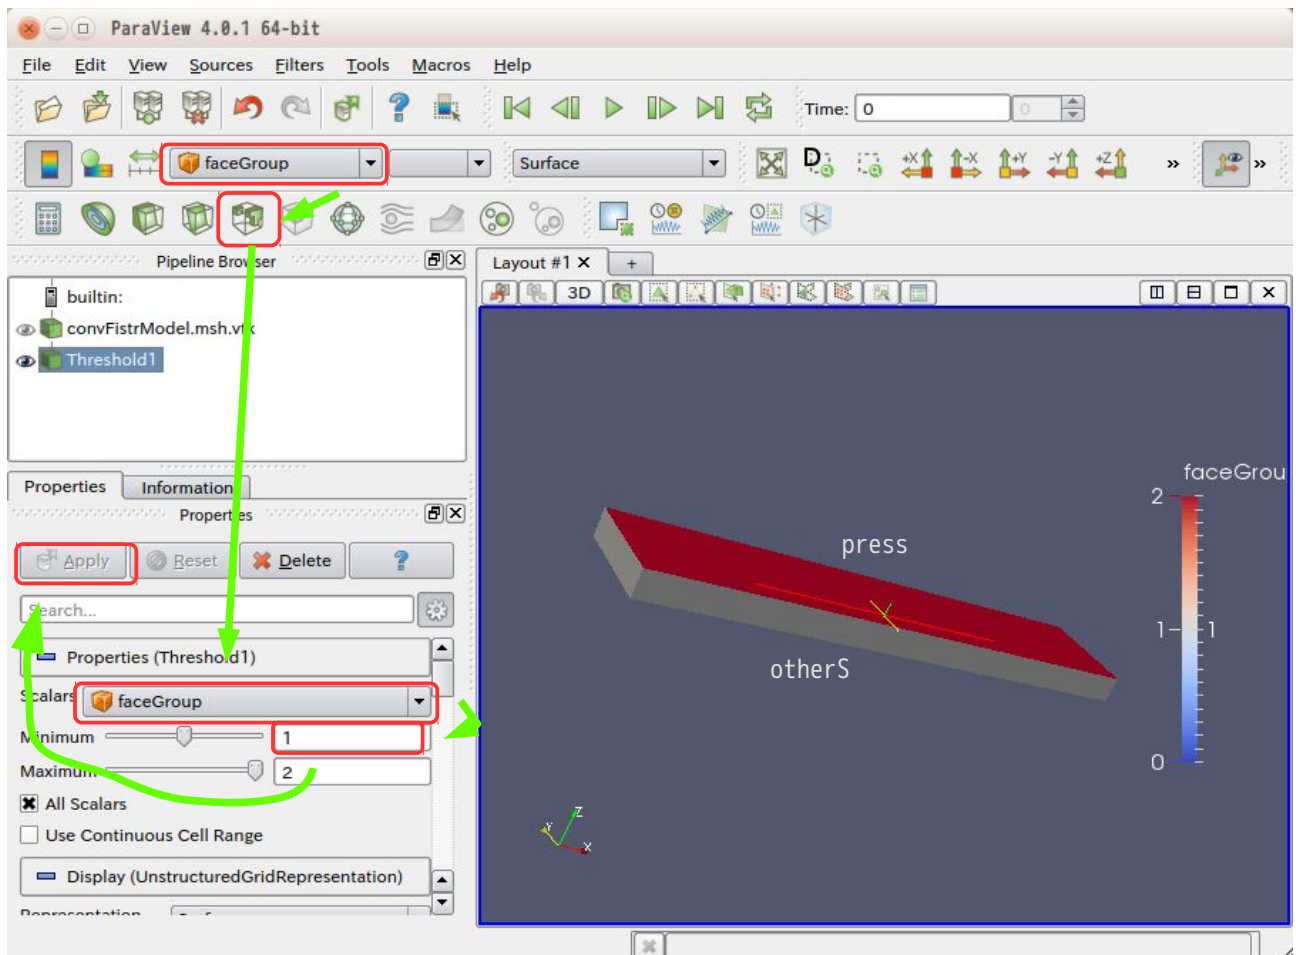 ParaView 4.0.1 64-bit
File Edit View Sources Filters Tools Macros Help
Time: 0 0
faceGroup Surface
+X -X +Y -Y +Z » »
Pipeline Browser
builtin:
convFistrModel.msh.vtk
Threshold1
Properties Information
Properties
Apply Reset Delete ?
Search...
Properties (Threshold1)
Scalars faceGroup
Minimum 1
Maximum 2
All Scalars
Use Continuous Cell Range
Display (UnstructuredGridRepresentation)
Layout #1 X +
3D
faceGrou
2
1 1
0
press
otherS
Z
Y
X